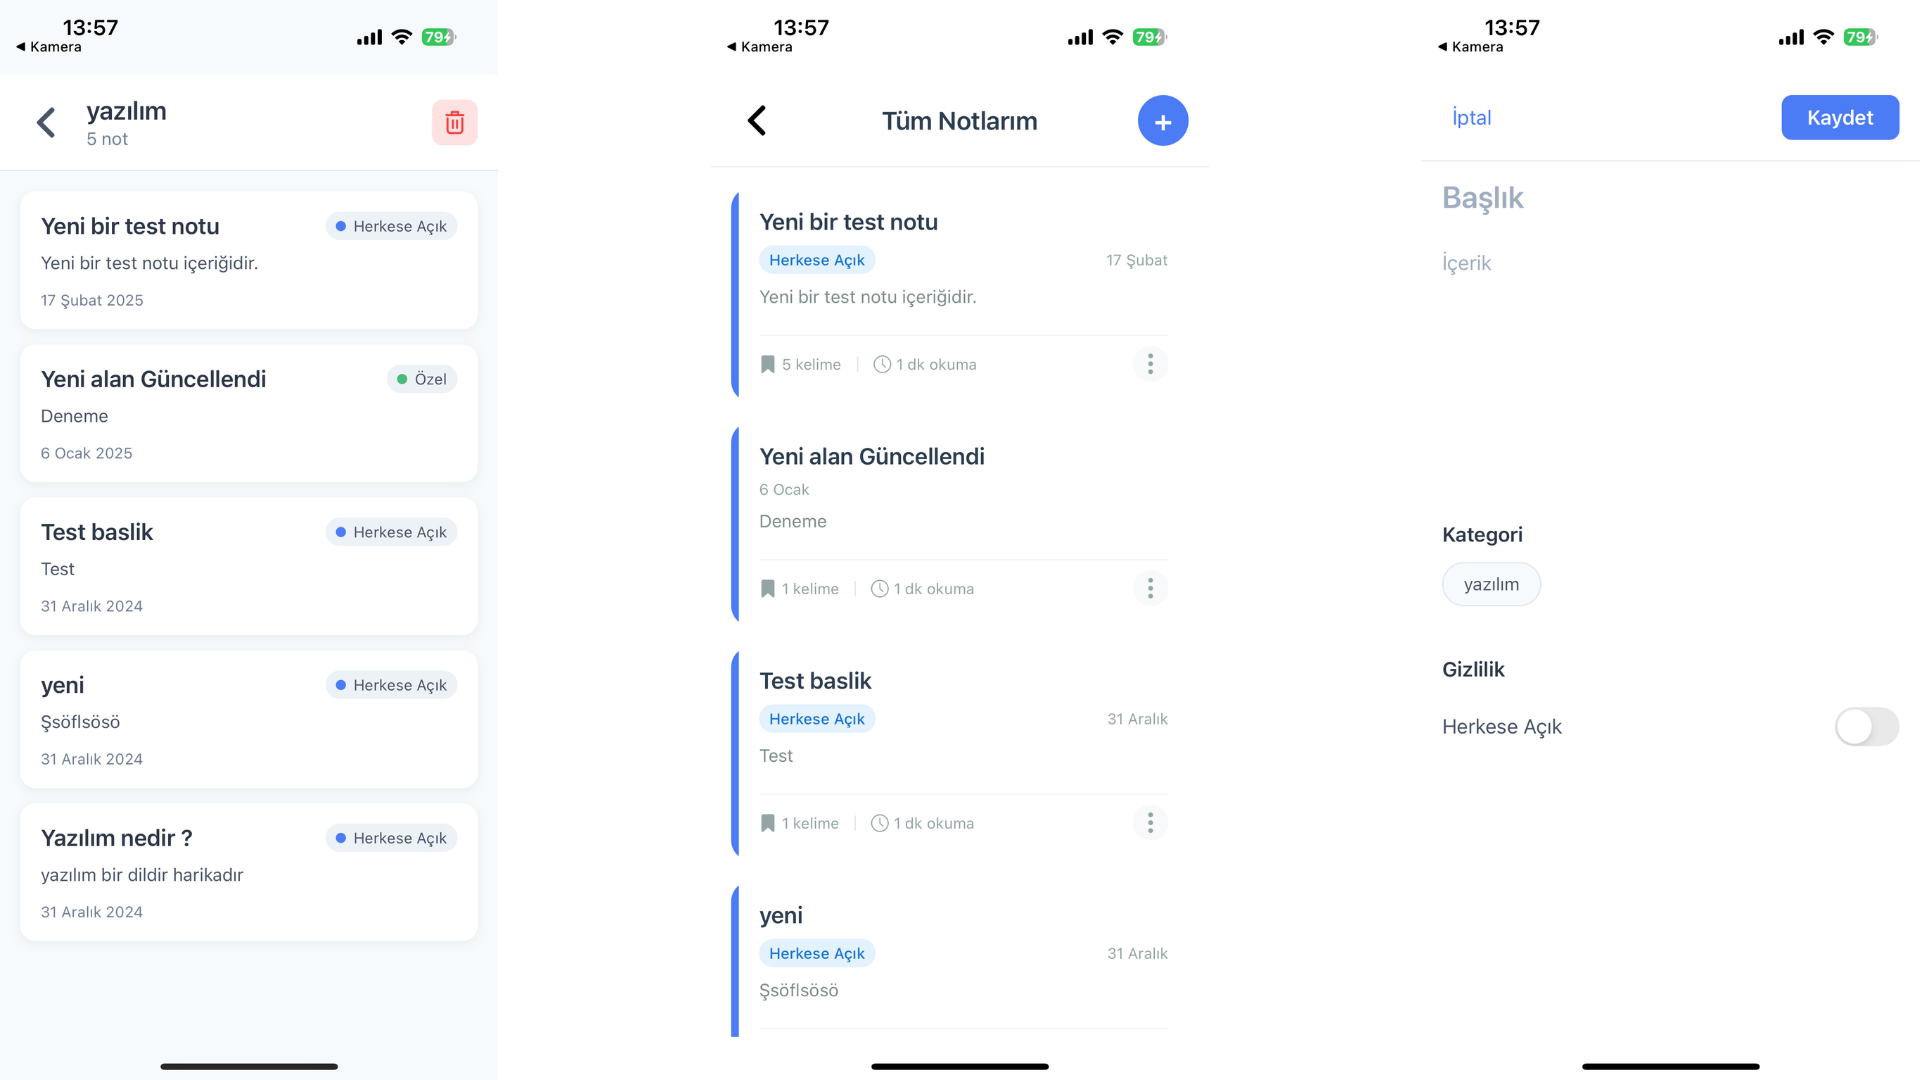 13:57
◀ Kamera
79
yazılım
5 not
Yeni bir test notu
Herkese Açık
Yeni bir test notu içeriğidir.
17 Şubat 2025
Yeni alan Güncellendi
Özel
Deneme
6 Ocak 2025
Test baslik
Herkese Açık
Test
31 Aralık 2024
yeni
Herkese Açık
Şsöflsösö
31 Aralık 2024
Yazılım nedir ?
Herkese Açık
yazılım bir dildir harikadır
31 Aralık 2024
13:57
◀ Kamera
79
Tüm Notlarım
+
Yeni bir test notu
Herkese Açık
17 Şubat
Yeni bir test notu içeriğidir.
5 kelime
1 dk okuma
Yeni alan Güncellendi
6 Ocak
Deneme
1 kelime
1 dk okuma
Test baslik
Herkese Açık
31 Aralık
Test
1 kelime
1 dk okuma
yeni
Herkese Açık
31 Aralık
Şsöflsösö
13:57
◀ Kamera
79
İptal
Kaydet
Başlık
İçerik
Kategori
yazılım
Gizlilik
Herkese Açık